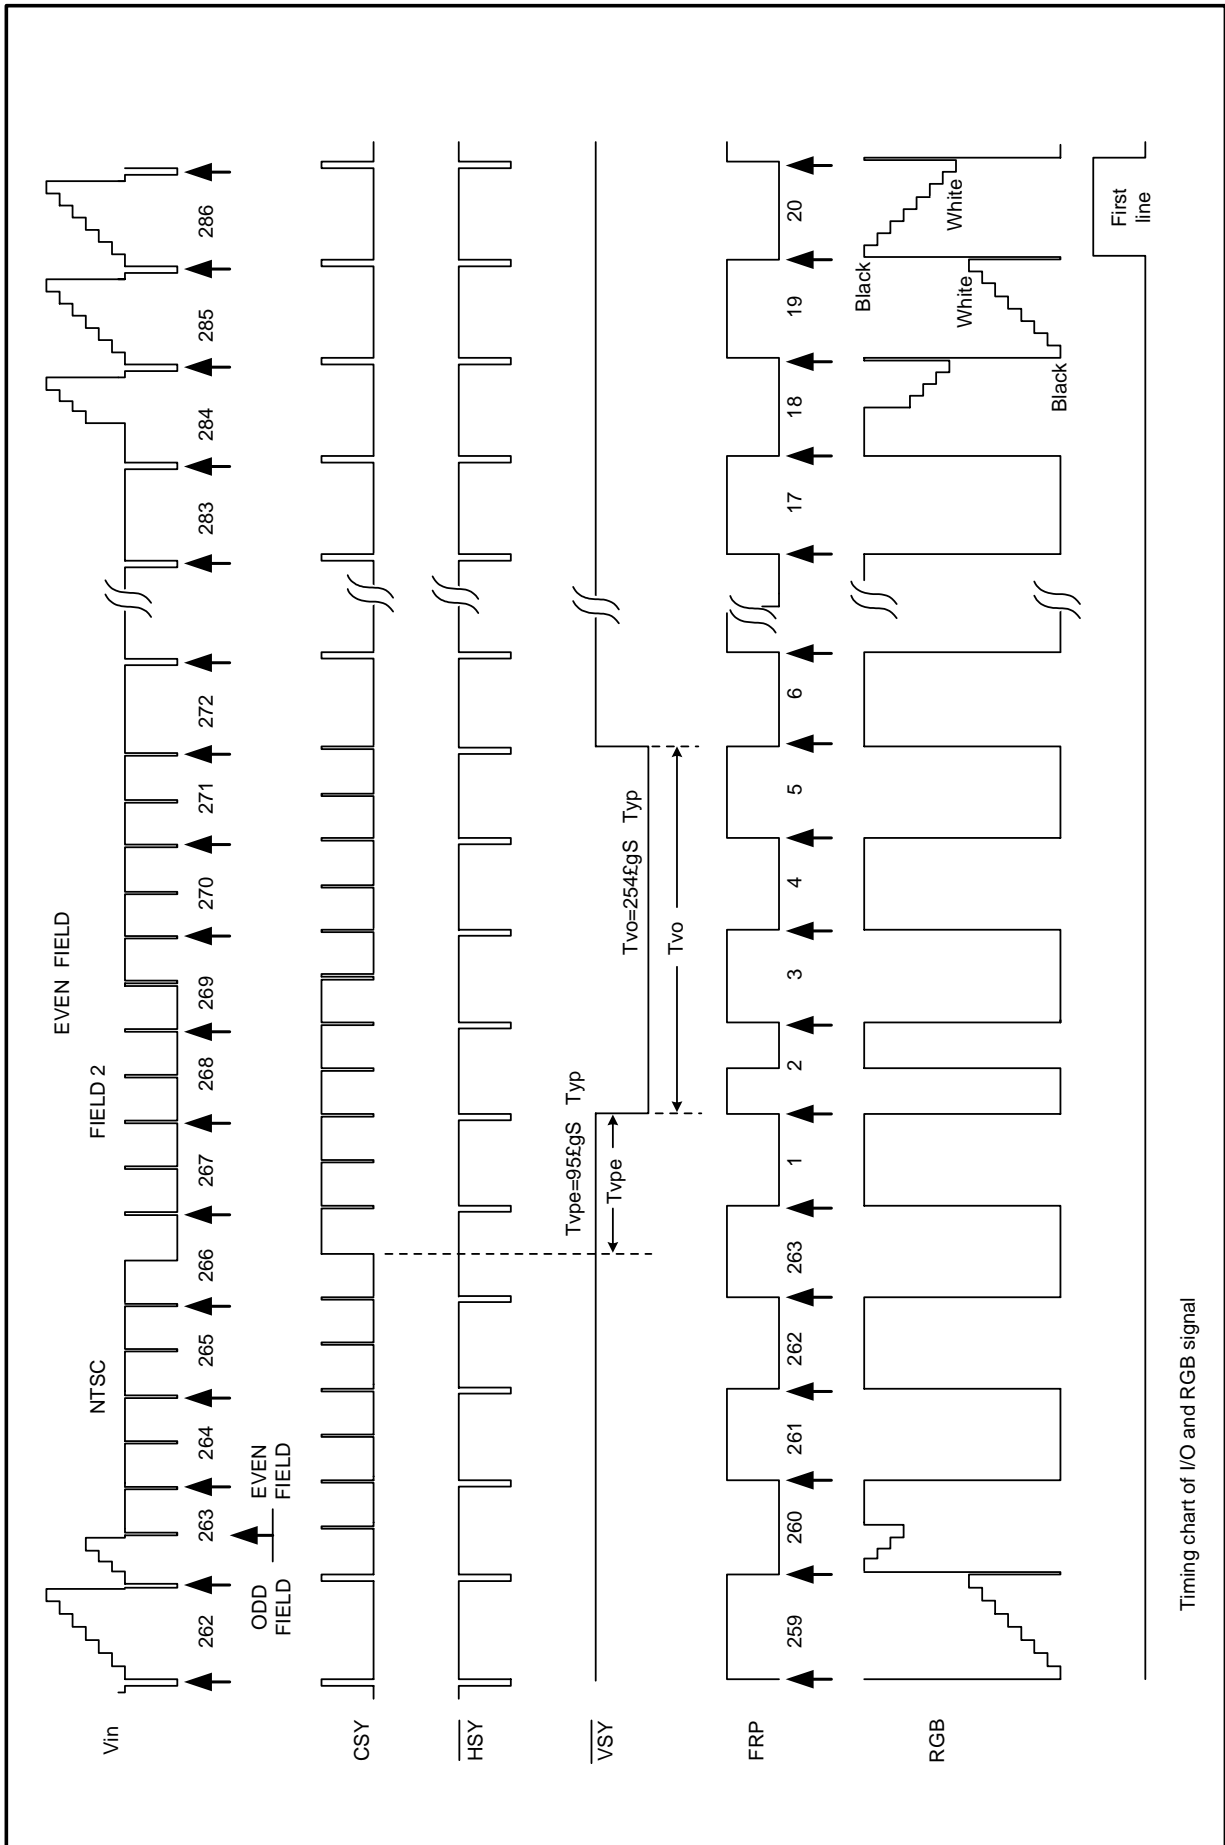 EVEN FIELD
NTSC
FIELD 2
Vin
262
263
264
265
266
267
268
269
270
271
272
283
284
285
286
ODD
FIELD
EVEN
FIELD
CSY
HSY
VSY
Tvpe=95£gS Typ
Tvpe
Tvo=254£gS Typ
Tvo
FRP
259
260
261
262
263
1
2
3
4
5
6
17
18
19
20
RGB
Black
White
White
Black
First
line
Timing chart of I/O and RGB signal